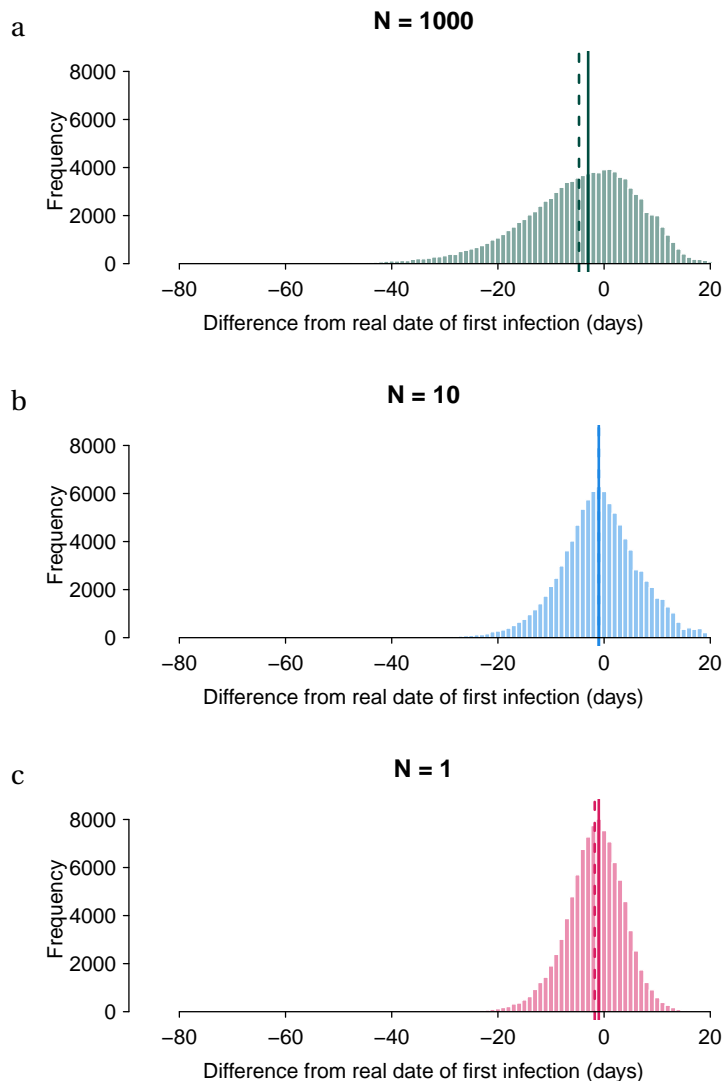 a
N = 1000
Frequency
8000
6000
4000
2000
0
−80 −60 −40 −20 0 20
Difference from real date of first infection (days)
b
N = 10
Frequency
8000
6000
4000
2000
0
−80 −60 −40 −20 0 20
Difference from real date of first infection (days)
c
N = 1
Frequency
8000
6000
4000
2000
0
−80 −60 −40 −20 0 20
Difference from real date of first infection (days)